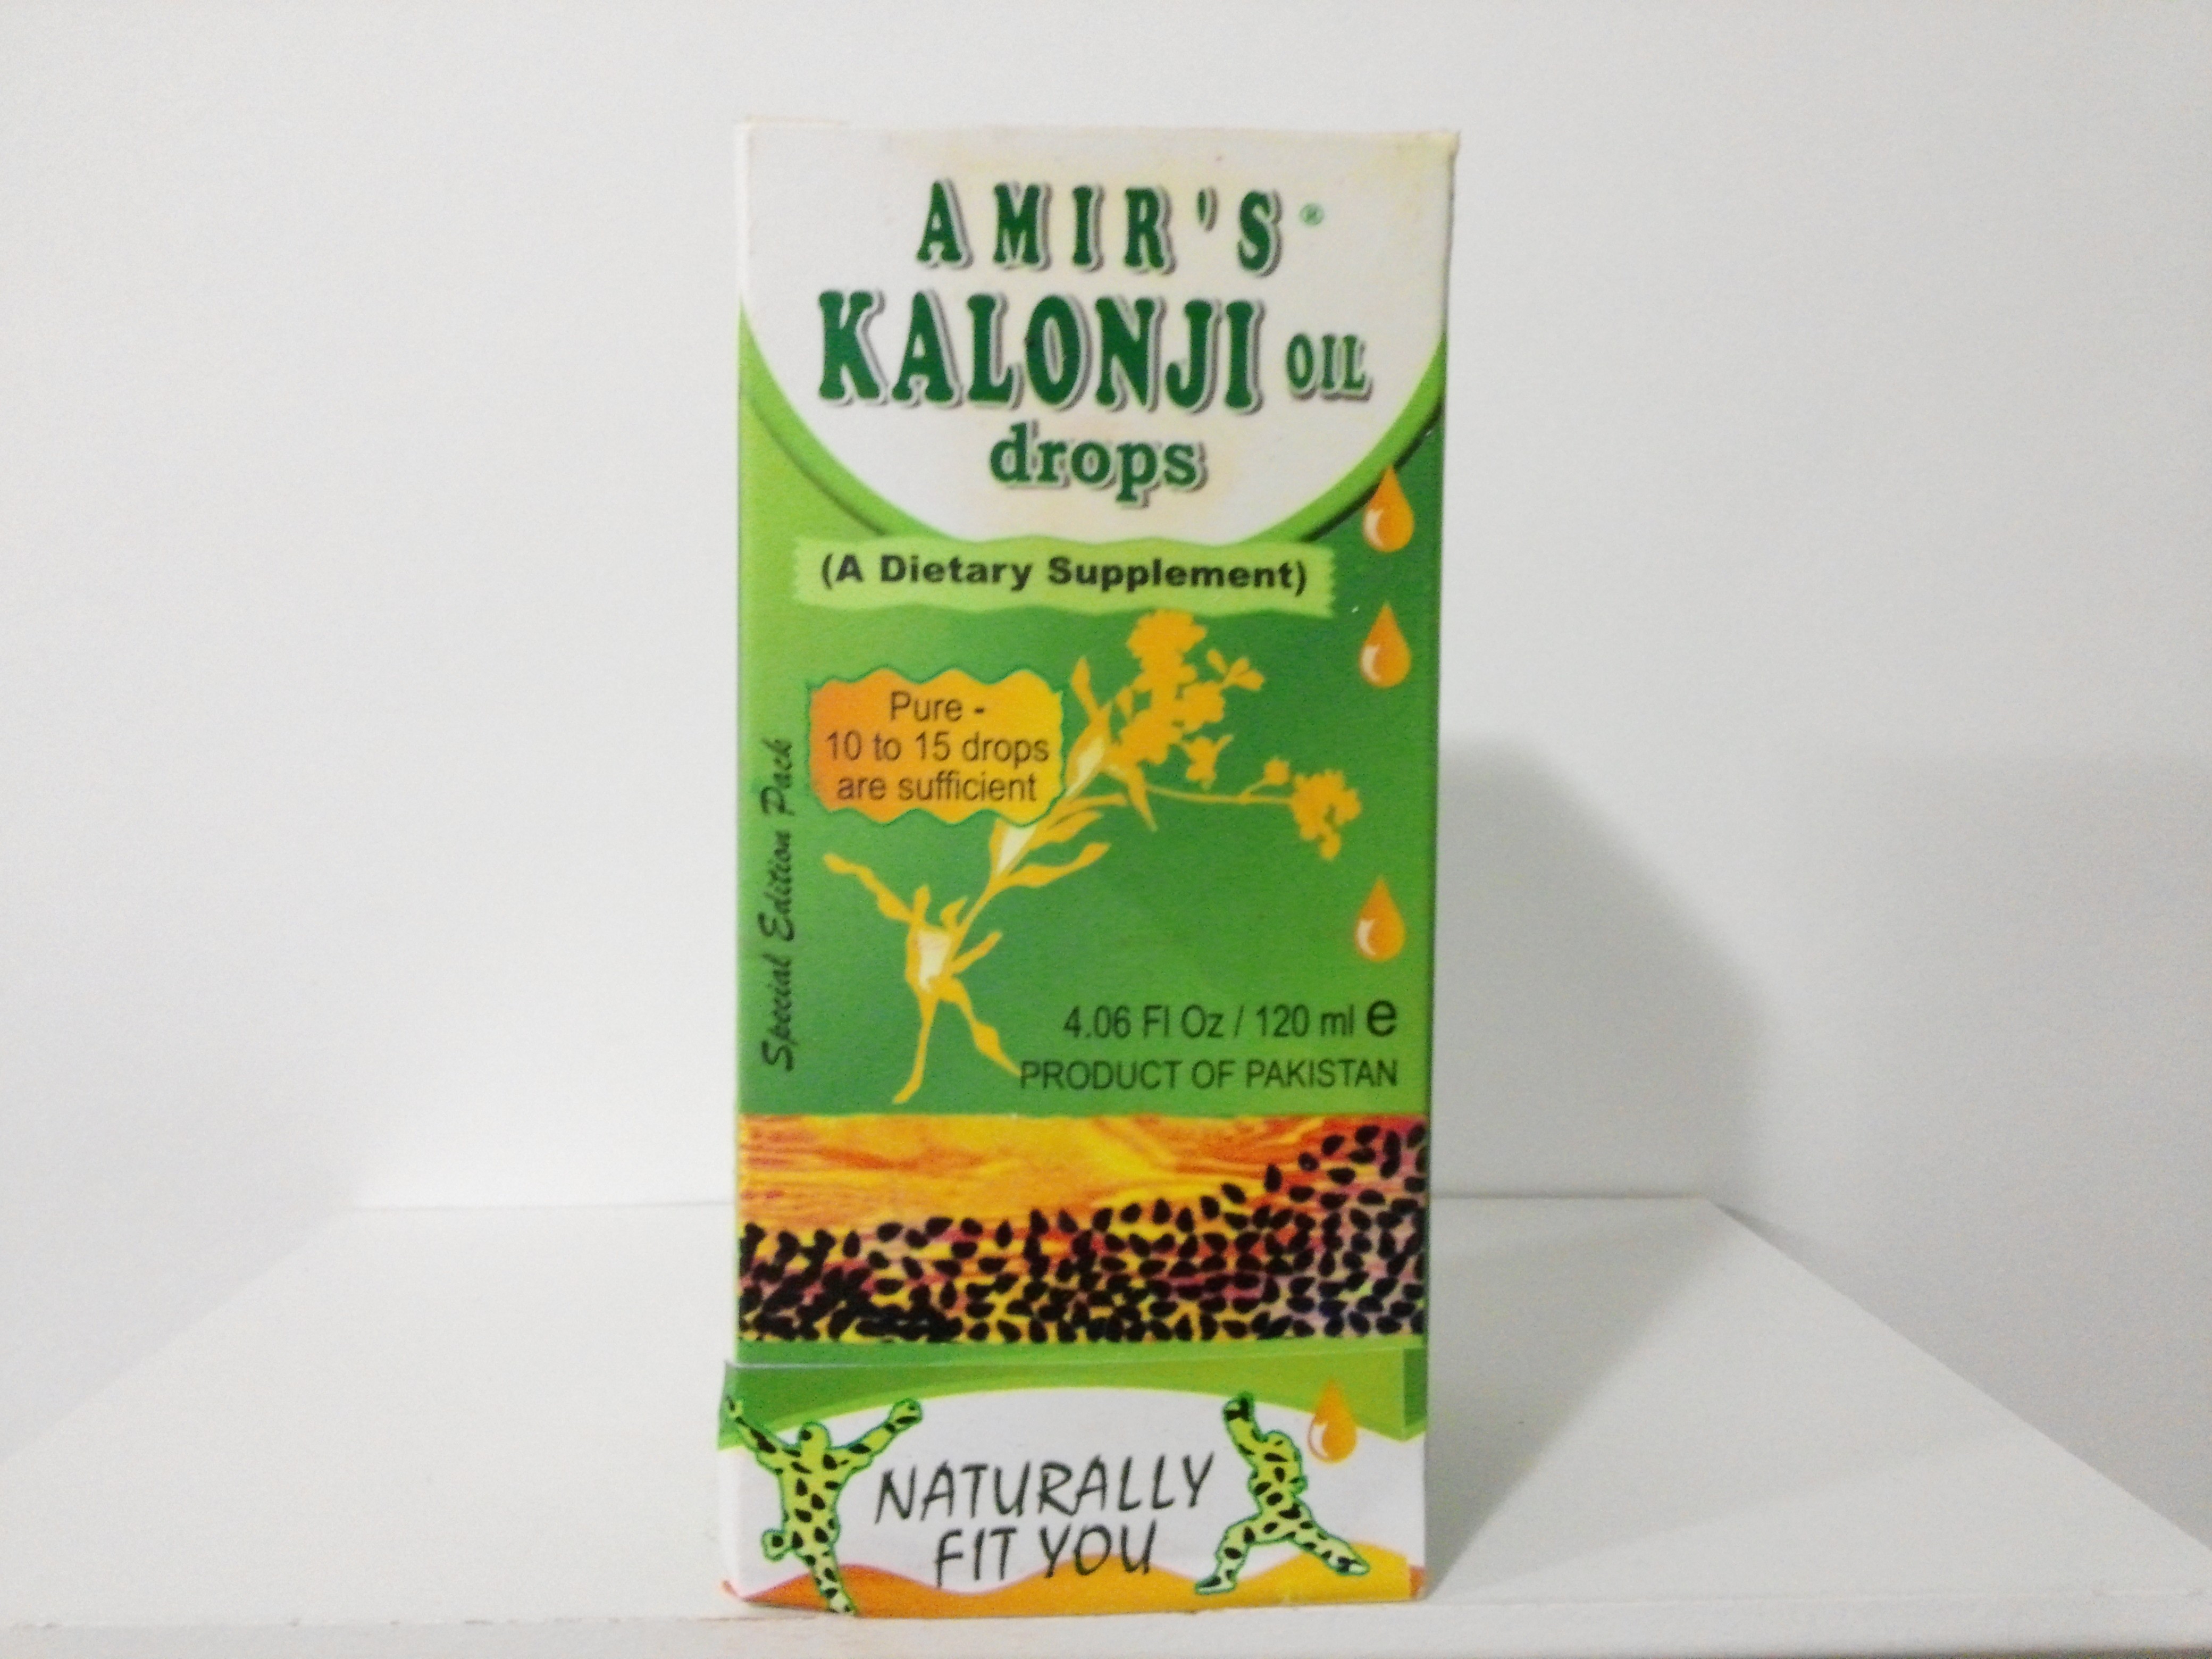 AMIR'S®
KALONJI OIL
drops
(A Dietary Supplement)
Pure -
10 to 15 drops
are sufficient
Special Edition Pack
4.06 Fl Oz / 120 ml e
PRODUCT OF PAKISTAN
NATURALLY
FIT YOU